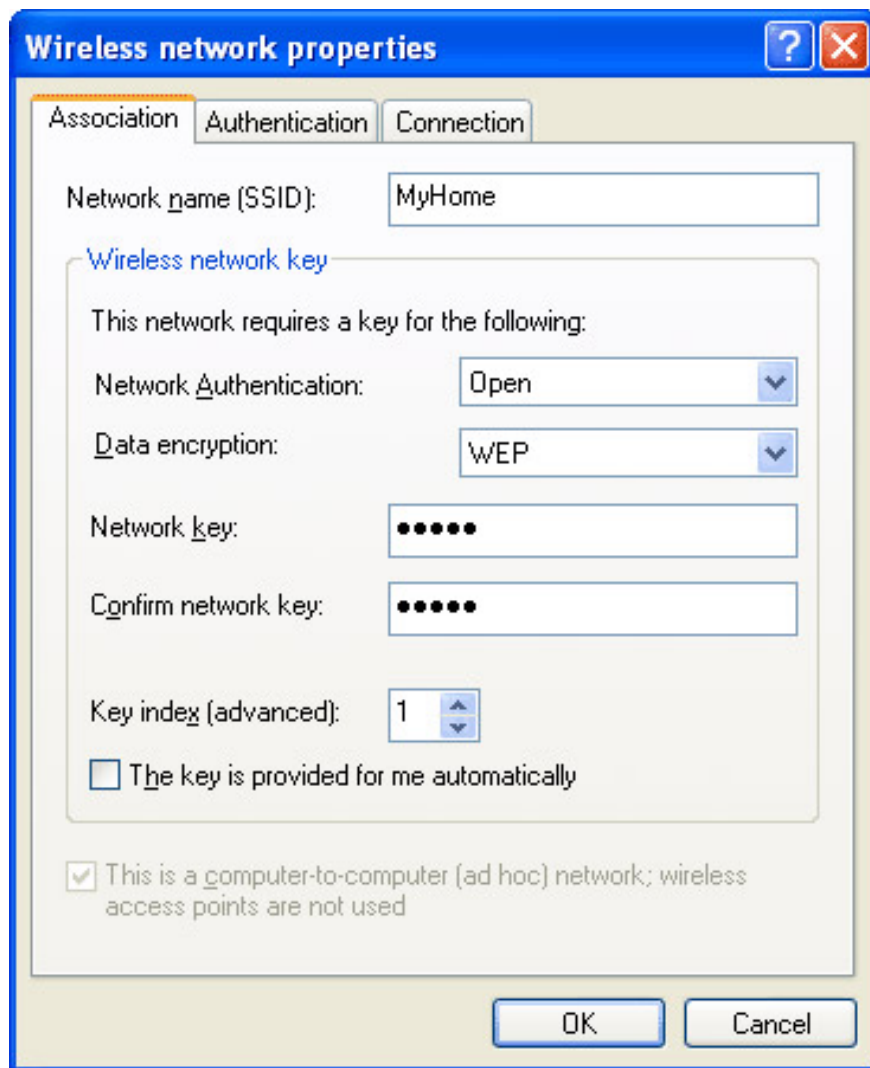 Wireless network properties
Association Authentication Connection
Network name (SSID): MyHome
Wireless network key
This network requires a key for the following:
Network Authentication: Open
Data encryption: WEP
Network key: •••••
Confirm network key: •••••
Key index (advanced): 1
The key is provided for me automatically
This is a computer-to-computer (ad hoc) network; wireless
access points are not used
OK Cancel